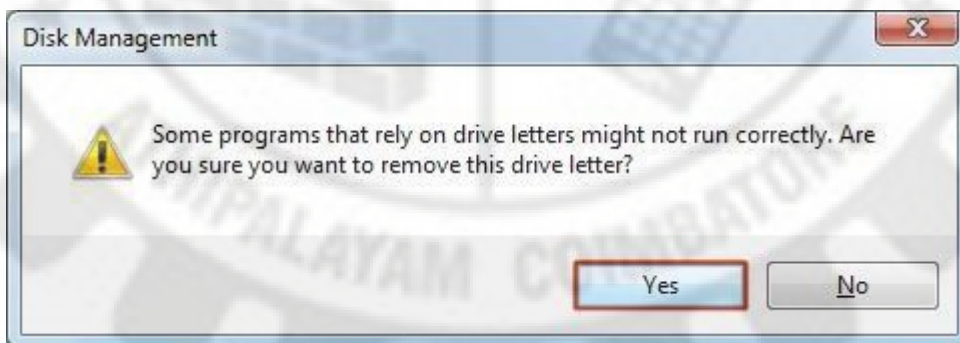 Disk Management
Some programs that rely on drive letters might not run correctly. Are
you sure you want to remove this drive letter?
Yes
No
COIMBATORE